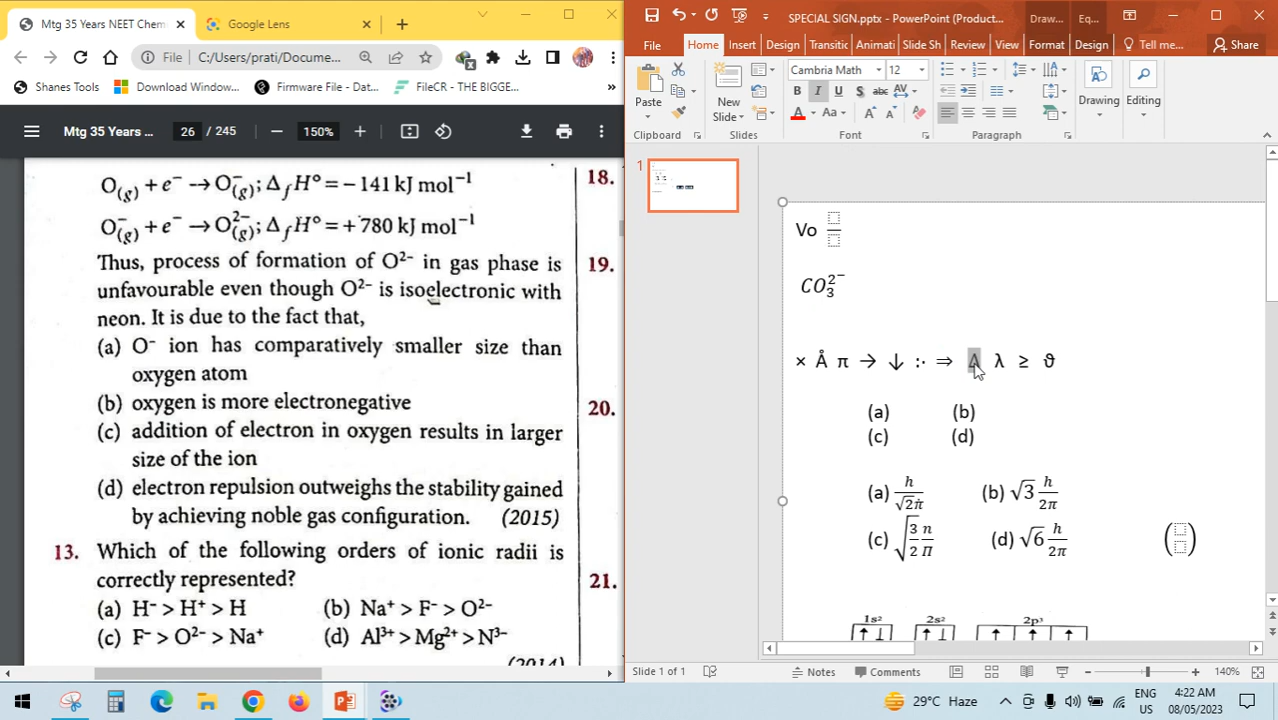 Mtg 35 Years NEET Chem
Google Lens
File C:/Users/prati/Docume...
Shanes Tools
Download Window...
Firmware File - Dat...
FileCR - THE BIGGE...
»
Mtg 35 Years ...
26 / 245
150%
O(g) + e⁻ → O⁻(g); ΔfH° = – 141 kJ mol⁻¹
O⁻(g) + e⁻ → O²⁻(g); ΔfH° = + 780 kJ mol⁻¹
Thus, process of formation of O²⁻ in gas phase is
unfavourable even though O²⁻ is isoelectronic with
neon. It is due to the fact that,
(a) O⁻ ion has comparatively smaller size than
oxygen atom
(b) oxygen is more electronegative
(c) addition of electron in oxygen results in larger
size of the ion
(d) electron repulsion outweighs the stability gained
by achieving noble gas configuration. (2015)
13. Which of the following orders of ionic radii is
correctly represented?
(a) H⁻ > H⁺ > H (b) Na⁺ > F⁻ > O²⁻
(c) F⁻ > O²⁻ > Na⁺ (d) Al³⁺ > Mg²⁺ > N³⁻
(2014)
18.
19.
20.
21.
SPECIAL SIGN.pptx - PowerPoint (Product...
Draw... Eq...
File Home Insert Design Transitic Animati Slide Sh Review View Format Design Tell me... Share
Cambria Math 12
Paste
New
Slide
B I U S abc AV
A Aa A A
Drawing Editing
Clipboard Slides Font Paragraph
1
Vo
CO₃²⁻
× Å π → ↓ ⁖ ⇒ Δ λ ≥ ϑ
(a) (b)
(c) (d)
(a) h/√2π (b) √3 h/2π
(c) √(3/2) n/Π (d) √6 h/2π
1s² 2s² 2p³
Slide 1 of 1
Notes
Comments
140%
29°C Haze
ENG
US
4:22 AM
08/05/2023